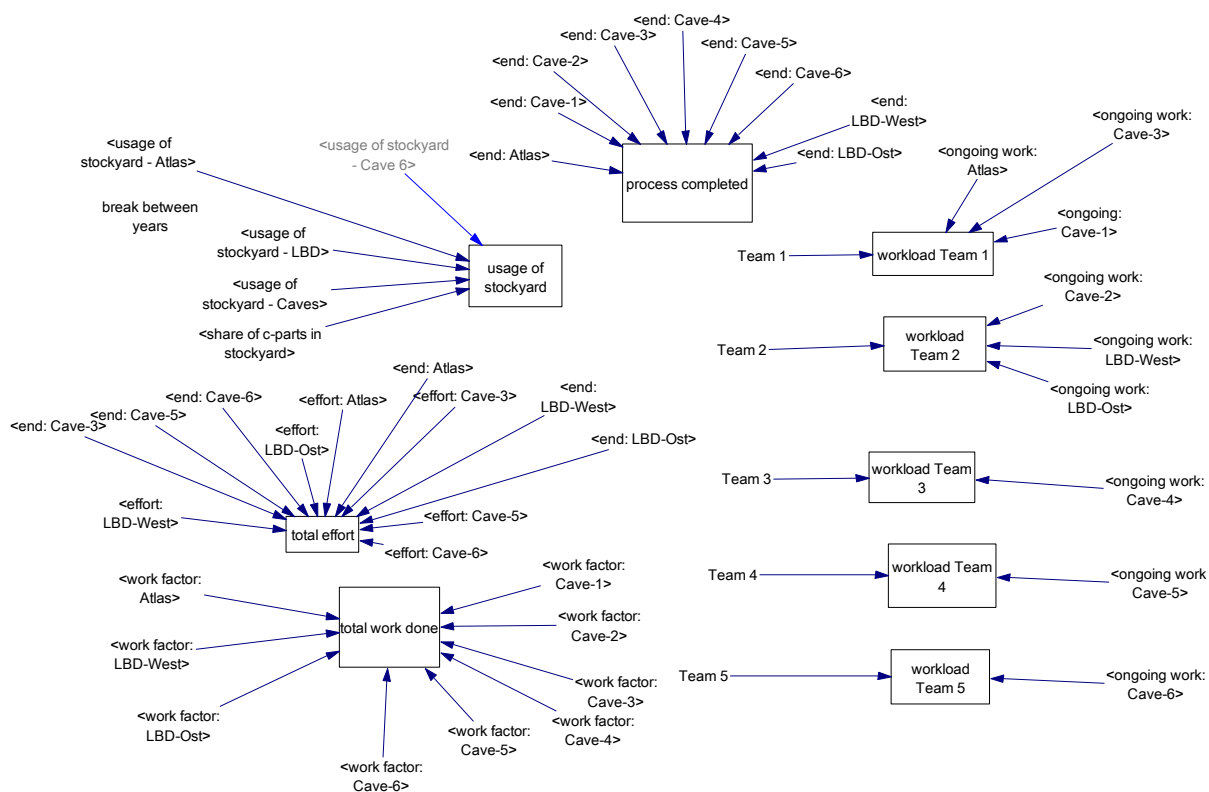 <end: Cave-4>
<end: Cave-3>
<end: Cave-5>
<end: Cave-2>
<end: Cave-6>
<end: Cave-1>
<end:
LBD-West>
<end: Atlas>
<end: LBD-Ost>
process completed
<usage of
stockyard - Atlas>
<usage of stockyard
- Cave 6>
break between
years
<usage of
stockyard - LBD>
<usage of
stockyard - Caves>
<share of c-parts in
stockyard>
usage of
stockyard
<ongoing work:
Cave-3>
<ongoing work:
Atlas>
<ongoing:
Cave-1>
Team 1
workload Team 1
<ongoing work:
Cave-2>
Team 2
workload
Team 2
<ongoing work:
LBD-West>
<ongoing work:
LBD-Ost>
<end: Atlas>
<end: Cave-6>
<effort: Atlas>
<effort: Cave-3>
<end:
LBD-West>
<end: Cave-5>
<end: Cave-3>
<effort:
LBD-Ost>
<end: LBD-Ost>
<effort:
LBD-West>
total effort
<effort: Cave-5>
<effort: Cave-6>
Team 3
workload Team
3
<ongoing work:
Cave-4>
Team 4
workload Team
4
<ongoing work
Cave-5>
<work factor:
Atlas>
<work factor:
Cave-1>
total work done
<work factor:
Cave-2>
<work factor:
LBD-West>
<work factor:
Cave-3>
<work factor:
LBD-Ost>
<work factor:
Cave-4>
<work factor:
Cave-5>
<work factor:
Cave-6>
Team 5
workload
Team 5
<ongoing work:
Cave-6>